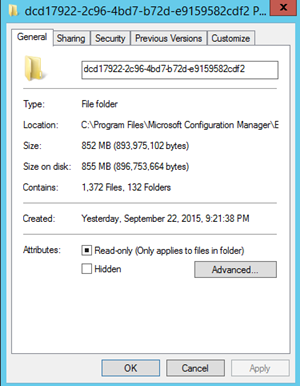 dcd17922-2c96-4bd7-b72d-e9159582cdf2 P...
General Sharing Security Previous Versions Customize
dcd17922-2c96-4bd7-b72d-e9159582cdf2
Type: File folder
Location: C:\Program Files\Microsoft Configuration Manager\E
Size: 852 MB (893,975,102 bytes)
Size on disk: 855 MB (896,753,664 bytes)
Contains: 1,372 Files, 132 Folders
Created: Yesterday, September 22, 2015, 9:21:38 PM
Attributes: Read-only (Only applies to files in folder)
Hidden Advanced...
OK Cancel Apply